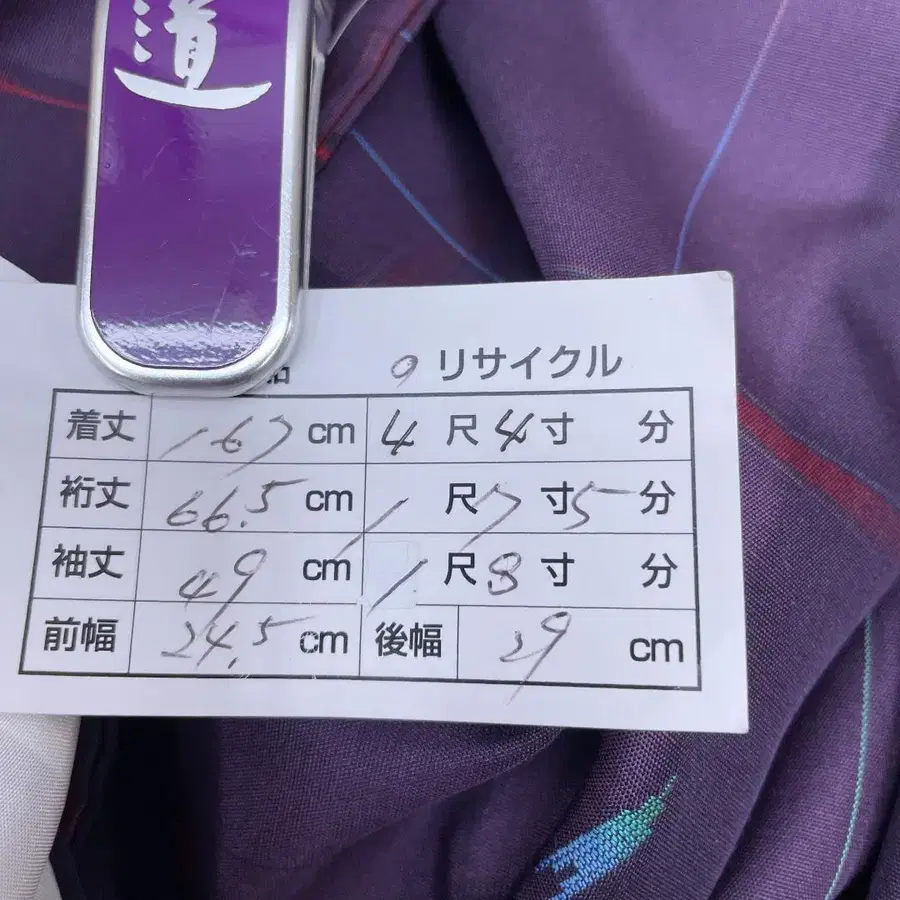 道
9 リサイクル
着丈 167 cm 4 尺 4 寸 分
裄丈 66.5 cm 1 尺 7 寸 5 分
袖丈 49 cm 1 尺 3 寸 分
前幅 24.5 cm 後幅 29 cm